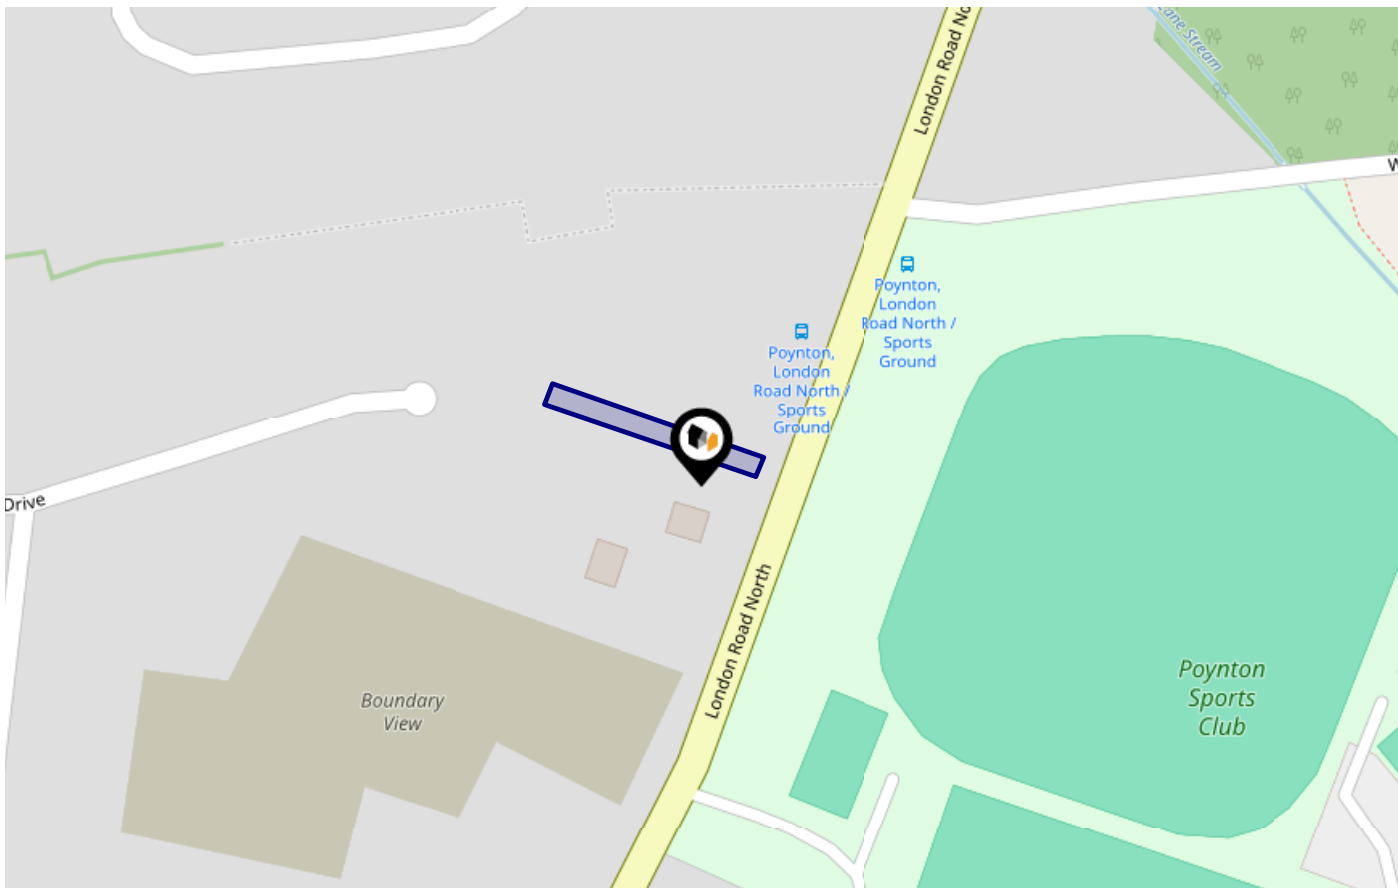 London Road No
ane Stream
W
Poynton,
London
Road North /
Sports
Ground
Poynton,
London
Road North /
Sports
Ground
Drive
London Road North
Poynton
Sports
Club
Boundary
View